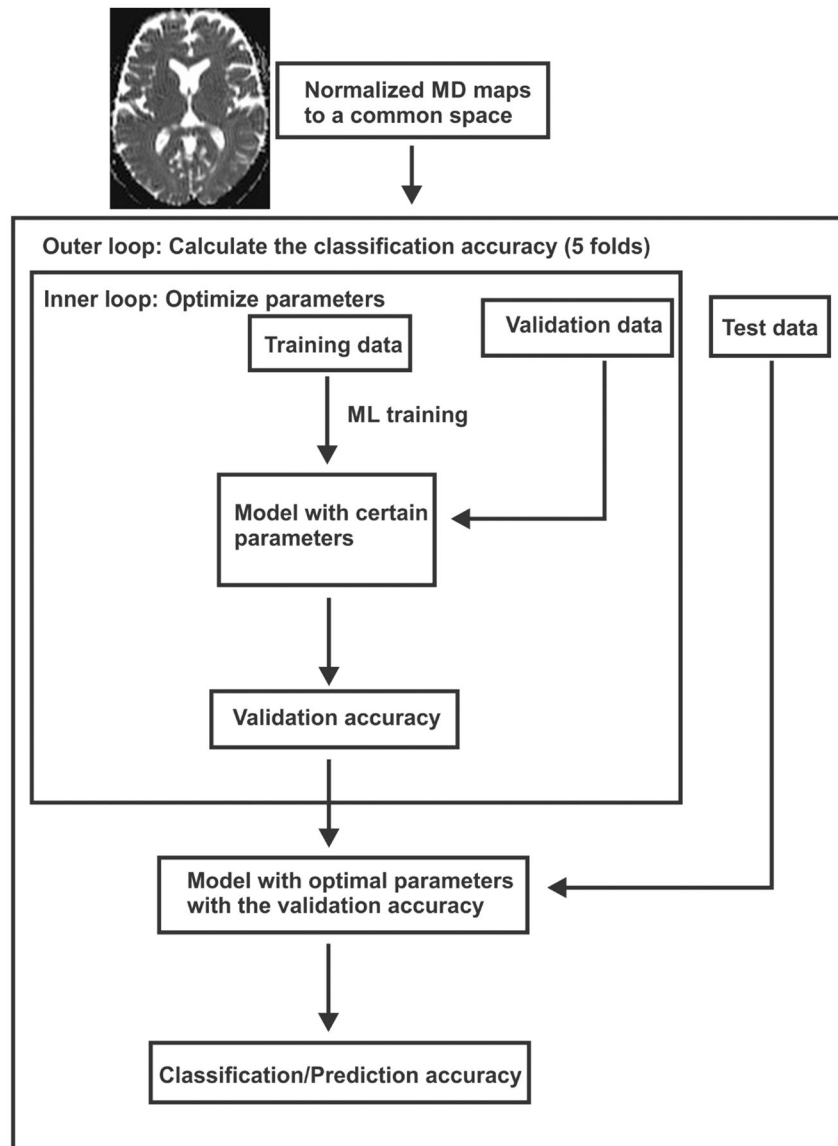 Normalized MD maps
to a common space
Outer loop: Calculate the classification accuracy (5 folds)
Inner loop: Optimize parameters
Training data
Validation data
Test data
ML training
Model with certain
parameters
Validation accuracy
Model with optimal parameters
with the validation accuracy
Classification/Prediction accuracy